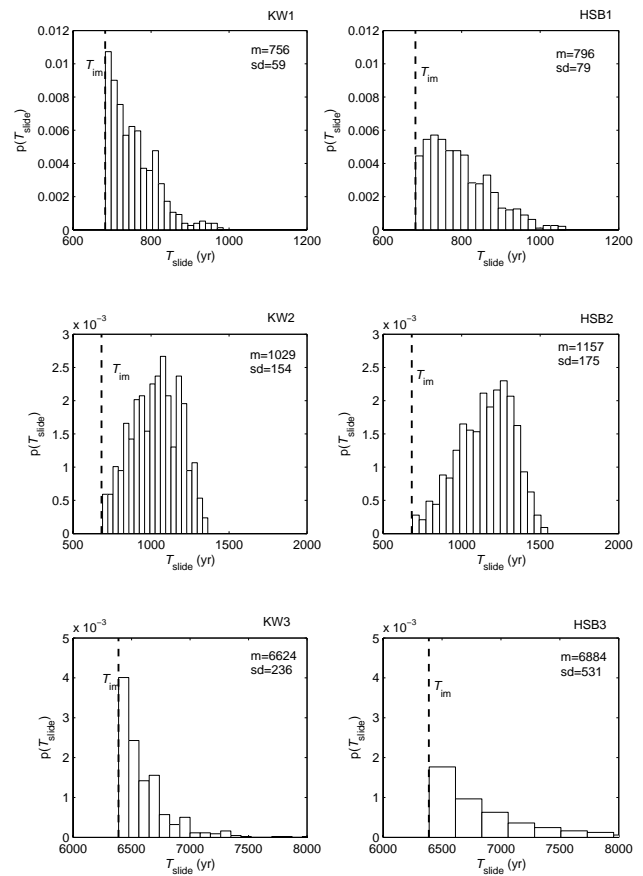 KW1
HSB1
0.012
0.01
0.008
0.006
0.004
0.002
0
p(T_slide)
T_im
m=756
sd=59
600 800 1000 1200
T_slide (yr)
0.012
0.01
0.008
0.006
0.004
0.002
0
p(T_slide)
T_im
m=796
sd=79
600 800 1000 1200
T_slide (yr)
x 10^-3
KW2
3
2.5
2
1.5
1
0.5
0
p(T_slide)
T_im
m=1029
sd=154
500 1000 1500 2000
T_slide (yr)
x 10^-3
HSB2
3
2.5
2
1.5
1
0.5
0
p(T_slide)
T_im
m=1157
sd=175
500 1000 1500 2000
T_slide (yr)
x 10^-3
KW3
5
4
3
2
1
0
p(T_slide)
T_im
m=6624
sd=236
6000 6500 7000 7500 8000
T_slide (yr)
x 10^-3
HSB3
5
4
3
2
1
0
p(T_slide)
T_im
m=6884
sd=531
6000 6500 7000 7500 8000
T_slide (yr)